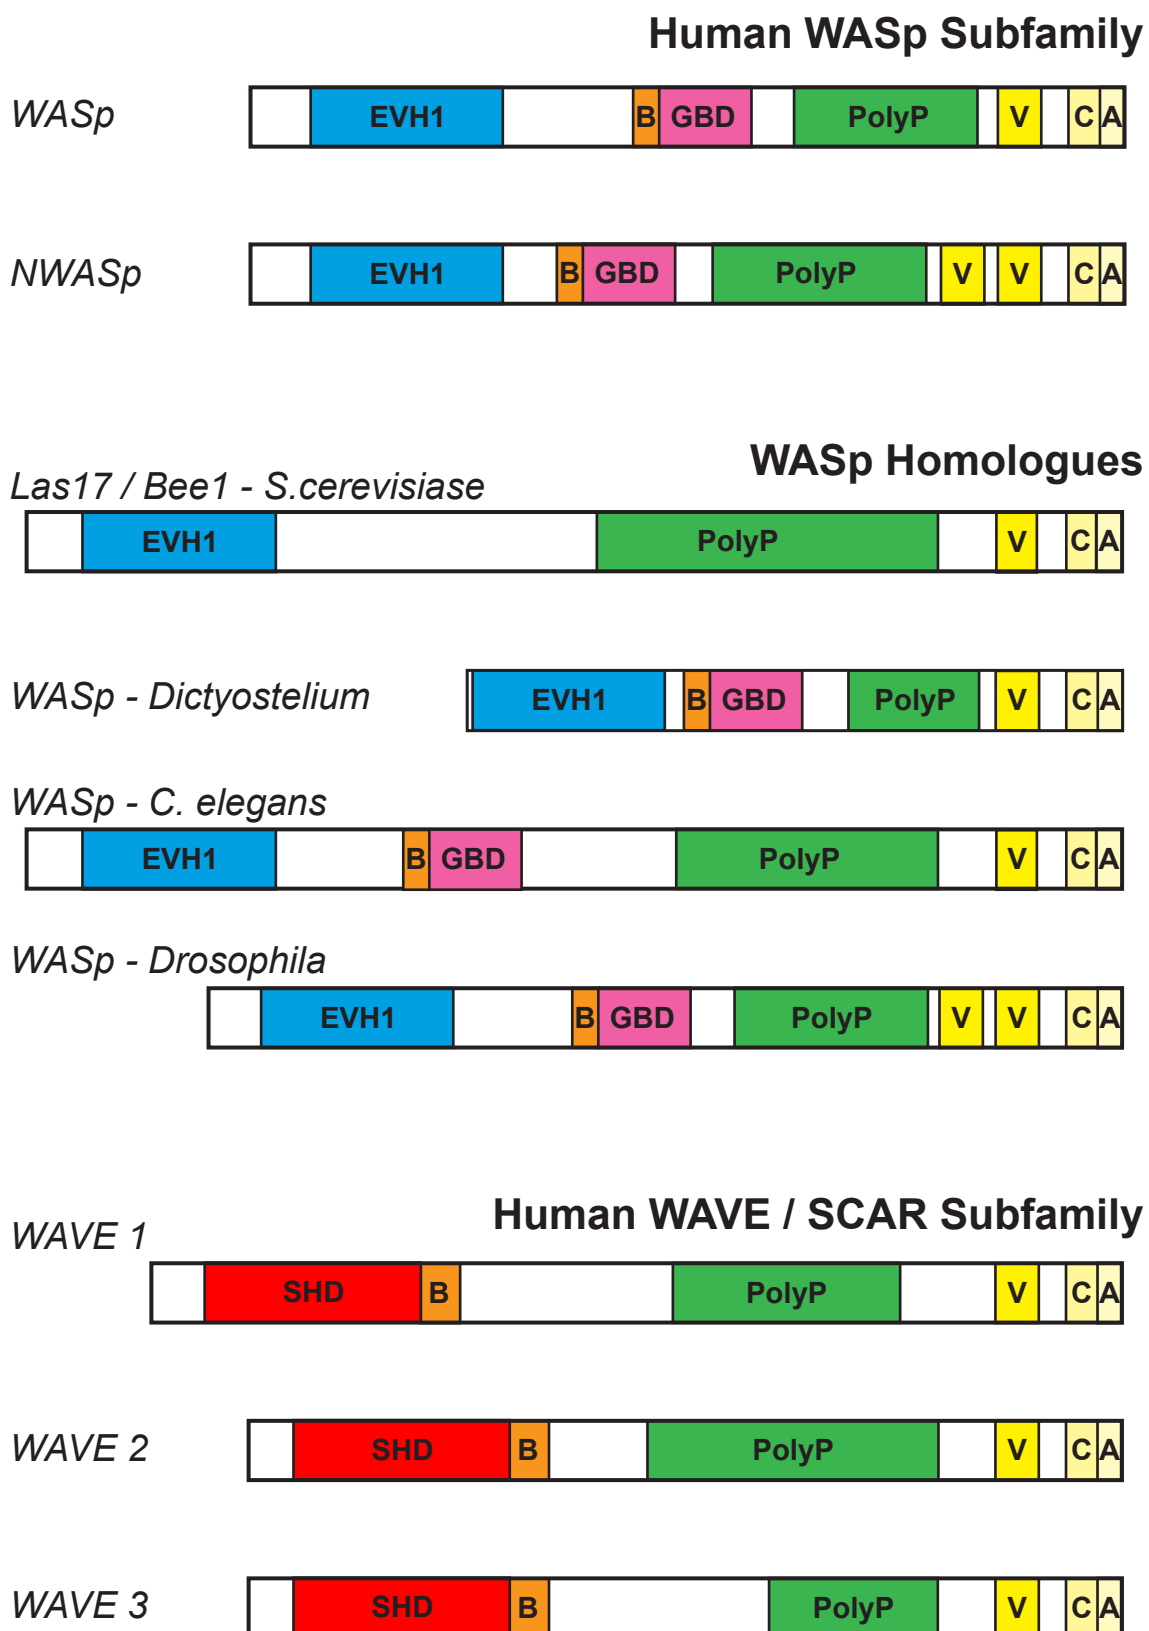 Human WASp Subfamily
WASp
EVH1 B GBD PolyP V C A
NWASp
EVH1 B GBD PolyP V V C A
WASp Homologues
Las17 / Bee1 - S.cerevisiase
EVH1 PolyP V C A
WASp - Dictyostelium
EVH1 B GBD PolyP V C A
WASp - C. elegans
EVH1 B GBD PolyP V C A
WASp - Drosophila
EVH1 B GBD PolyP V V C A
Human WAVE / SCAR Subfamily
WAVE 1
SHD B PolyP V C A
WAVE 2
SHD B PolyP V C A
WAVE 3
SHD B PolyP V C A